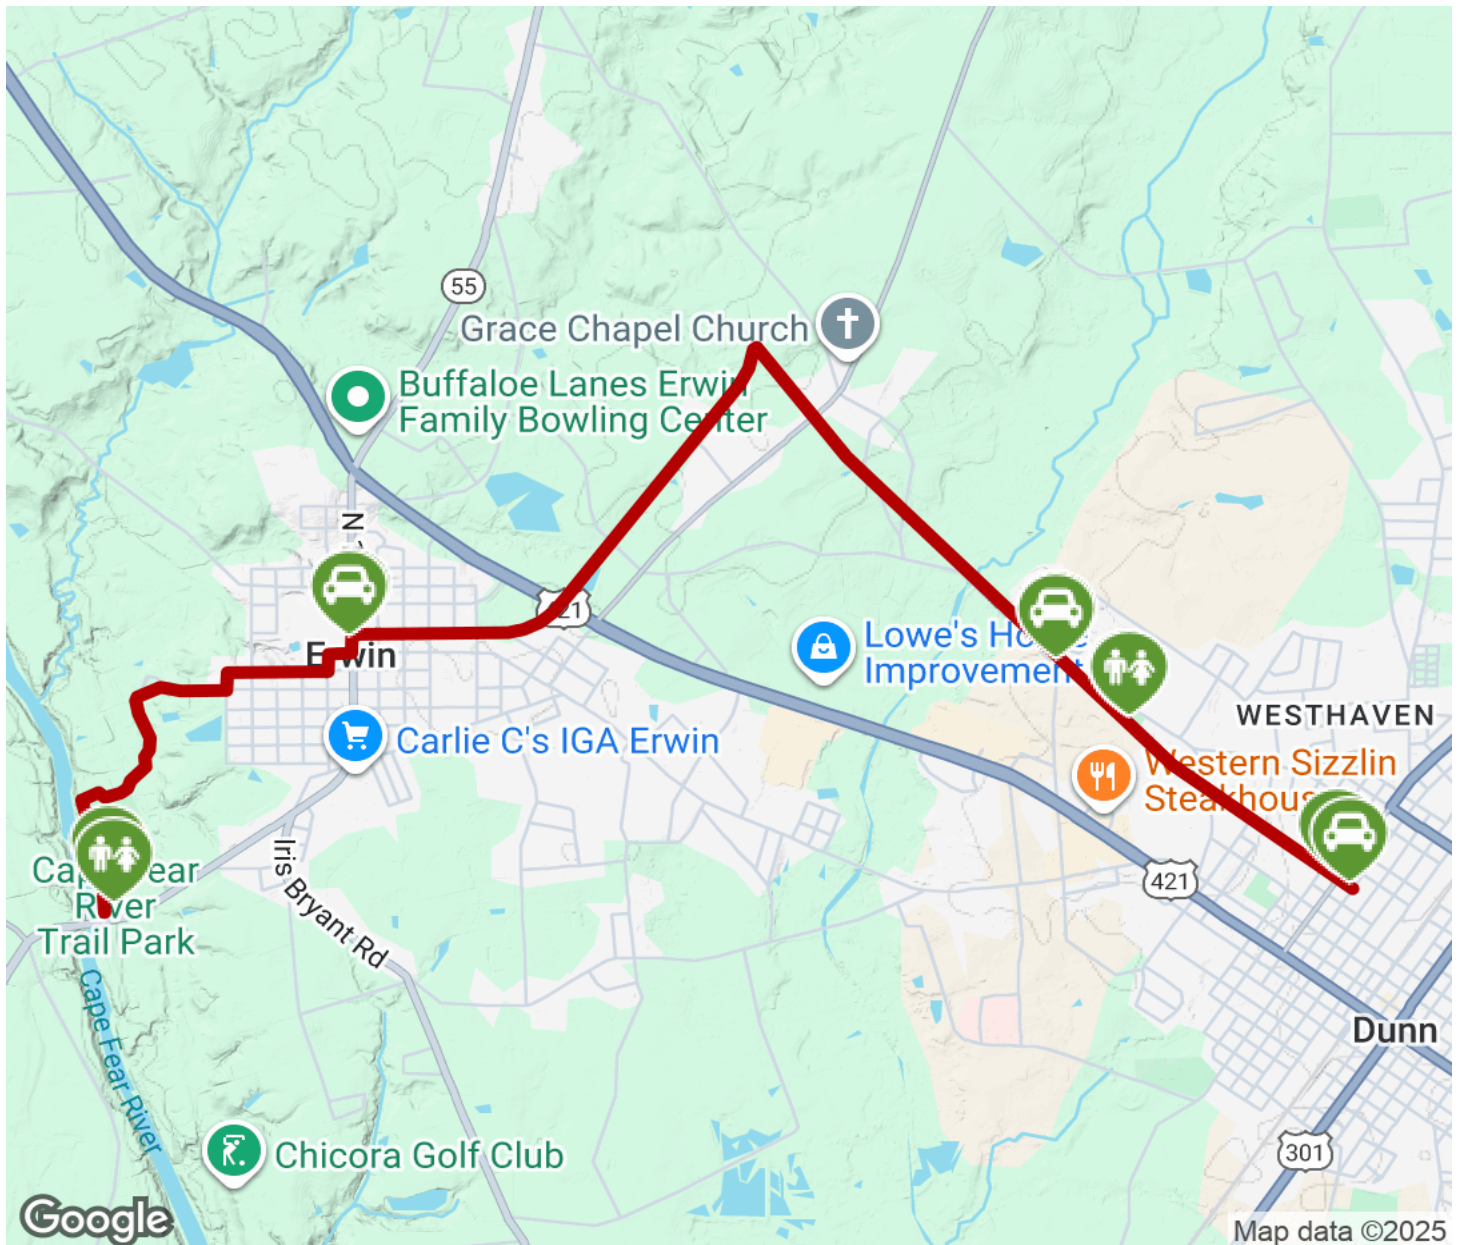 55
Grace Chapel Church
Buffaloe Lanes Erwin
Family Bowling Center
N
421
Erwin
Lowe's Home
Improvement
WESTHAVEN
Carlie C's IGA Erwin
Western Sizzlin
Steakhouse
Cape Fear
River
Trail Park
Iris Bryant Rd
421
Cape Fear River
Dunn
Chicora Golf Club
301
Google
Map data ©2025